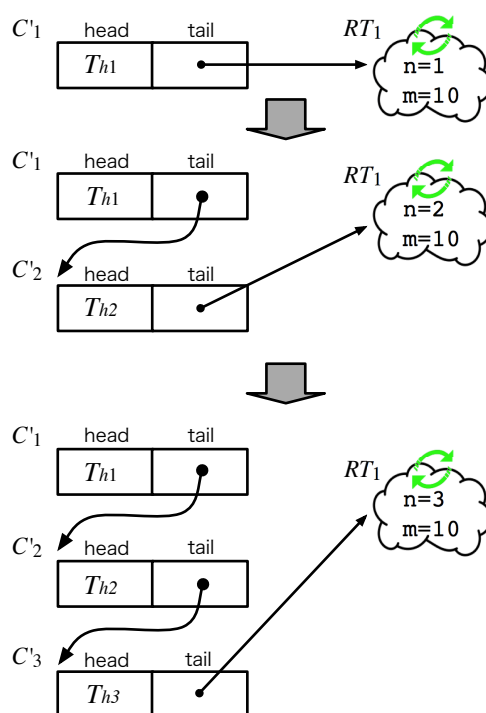 C'1 head tail RT1
Th1 n=1
m=10
C'1 head tail RT1
Th1 n=2
m=10
C'2 head tail
Th2
C'1 head tail
Th1 RT1
n=3
m=10
C'2 head tail
Th2
C'3 head tail
Th3